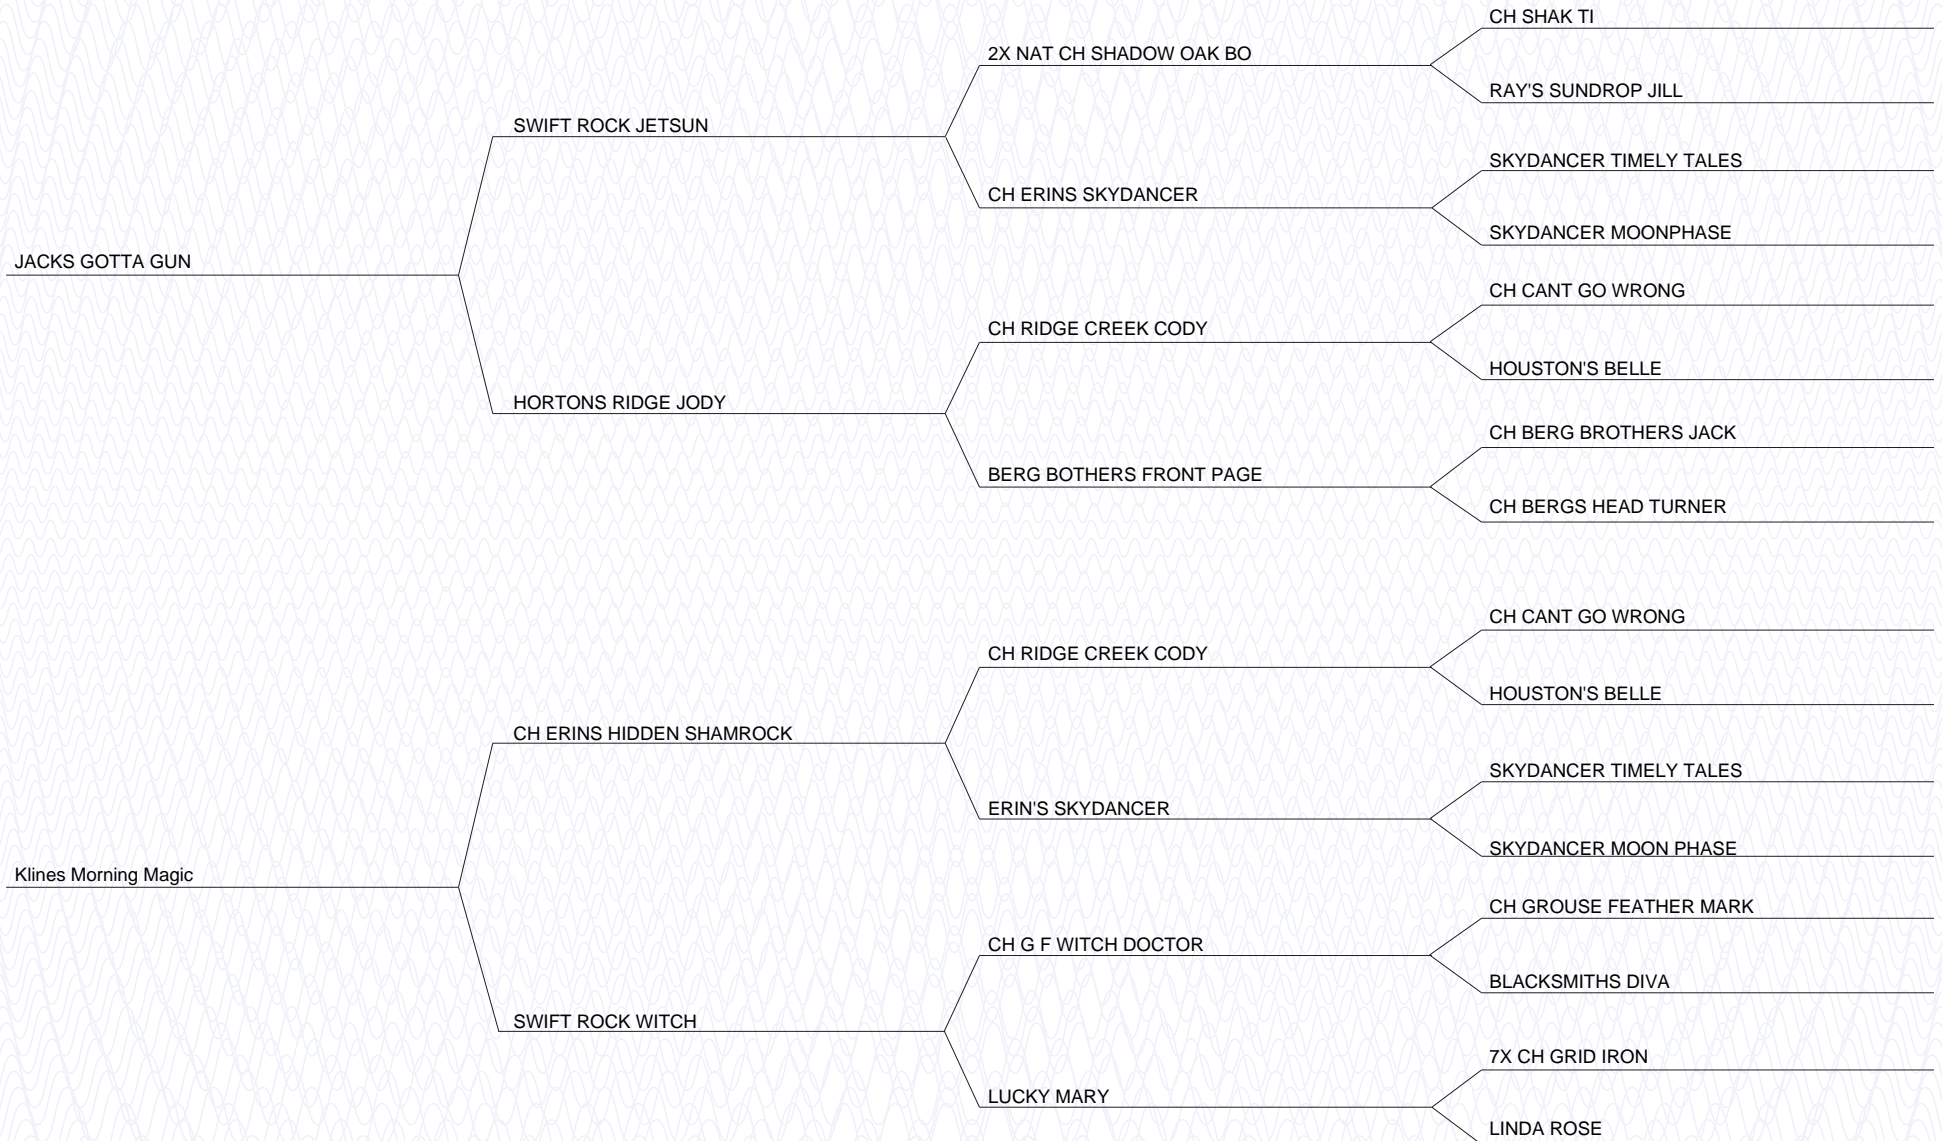 CH SHAK TI
2X NAT CH SHADOW OAK BO
RAY'S SUNDROP JILL
SWIFT ROCK JETSUN
SKYDANCER TIMELY TALES
CH ERINS SKYDANCER
SKYDANCER MOONPHASE
JACKS GOTTA GUN
CH CANT GO WRONG
CH RIDGE CREEK CODY
HOUSTON'S BELLE
HORTONS RIDGE JODY
CH BERG BROTHERS JACK
BERG BOTHERS FRONT PAGE
CH BERGS HEAD TURNER
CH CANT GO WRONG
CH RIDGE CREEK CODY
HOUSTON'S BELLE
CH ERINS HIDDEN SHAMROCK
SKYDANCER TIMELY TALES
ERIN'S SKYDANCER
SKYDANCER MOON PHASE
Klines Morning Magic
CH GROUSE FEATHER MARK
CH G F WITCH DOCTOR
BLACKSMITHS DIVA
SWIFT ROCK WITCH
7X CH GRID IRON
LUCKY MARY
LINDA ROSE